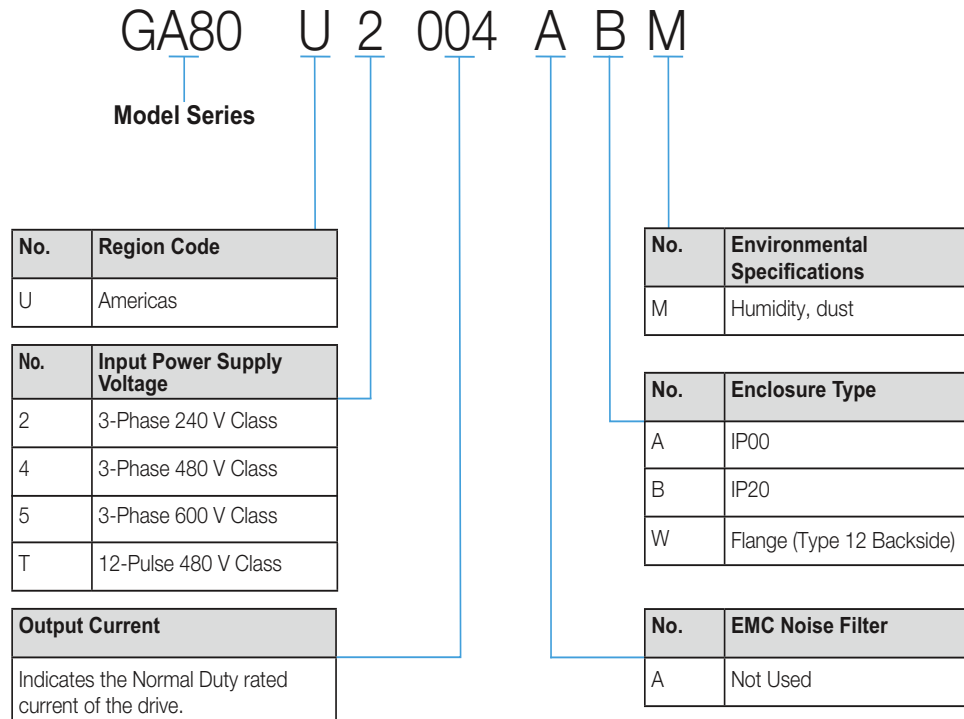 GA80 U 2 004 A B M
Model Series
No. Region Code
U Americas
No. Input Power Supply
Voltage
2 3-Phase 240 V Class
4 3-Phase 480 V Class
5 3-Phase 600 V Class
T 12-Pulse 480 V Class
Output Current
Indicates the Normal Duty rated
current of the drive.
No. Environmental
Specifications
M Humidity, dust
No. Enclosure Type
A IP00
B IP20
W Flange (Type 12 Backside)
No. EMC Noise Filter
A Not Used